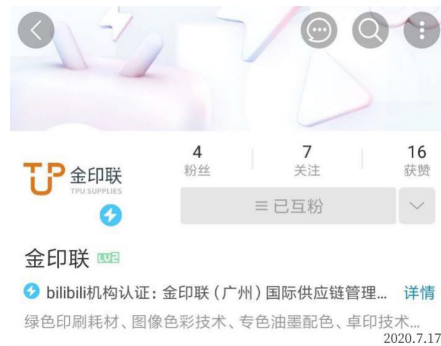 4 7 16
粉丝 关注 获赞
TP 金印联
TPU SUPPLIES
已互粉
金印联 LV2
bilibili机构认证：金印联（广州）国际供应链管理... 详情
绿色印刷耗材、图像色彩技术、专色油墨配色、卓印技术...
2020.7.17